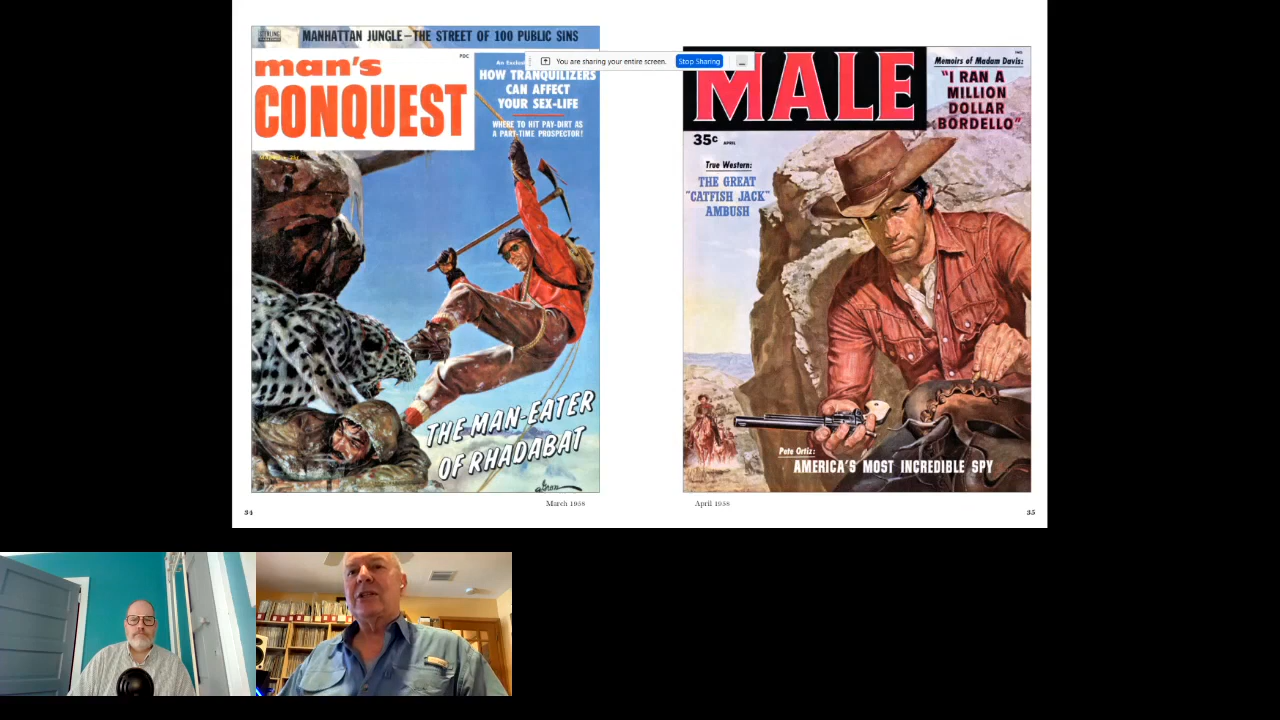 MANHATTAN JUNGLE—THE STREET OF 100 PUBLIC SINS
man's
CONQUEST
PDC
An
HOW TRANQUILIZERS
CAN AFFECT
YOUR SEX-LIFE
WHERE TO HIT PAY-DIRT AS
A PART-TIME PROSPECTOR!
THE MAN-EATER
OF RHADABAT
March 1958
34
You are sharing your entire screen.
Stop Sharing
MALE
35c APRIL
Memoirs of Madam Davis:
"I RAN A
MILLION
DOLLAR
BORDELLO"
True Western:
THE GREAT
"CATFISH JACK"
AMBUSH
Pete Ortiz:
AMERICA'S MOST INCREDIBLE SPY
April 1958
35